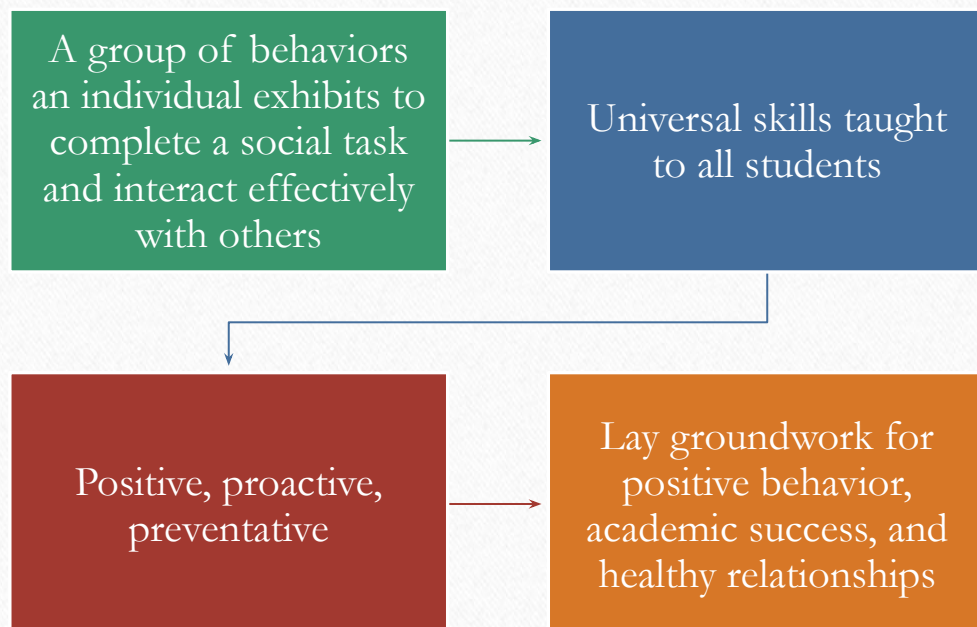 A group of behaviors
an individual exhibits to
complete a social task
and interact effectively
with others
Universal skills taught
to all students
Positive, proactive,
preventative
Lay groundwork for
positive behavior,
academic success, and
healthy relationships